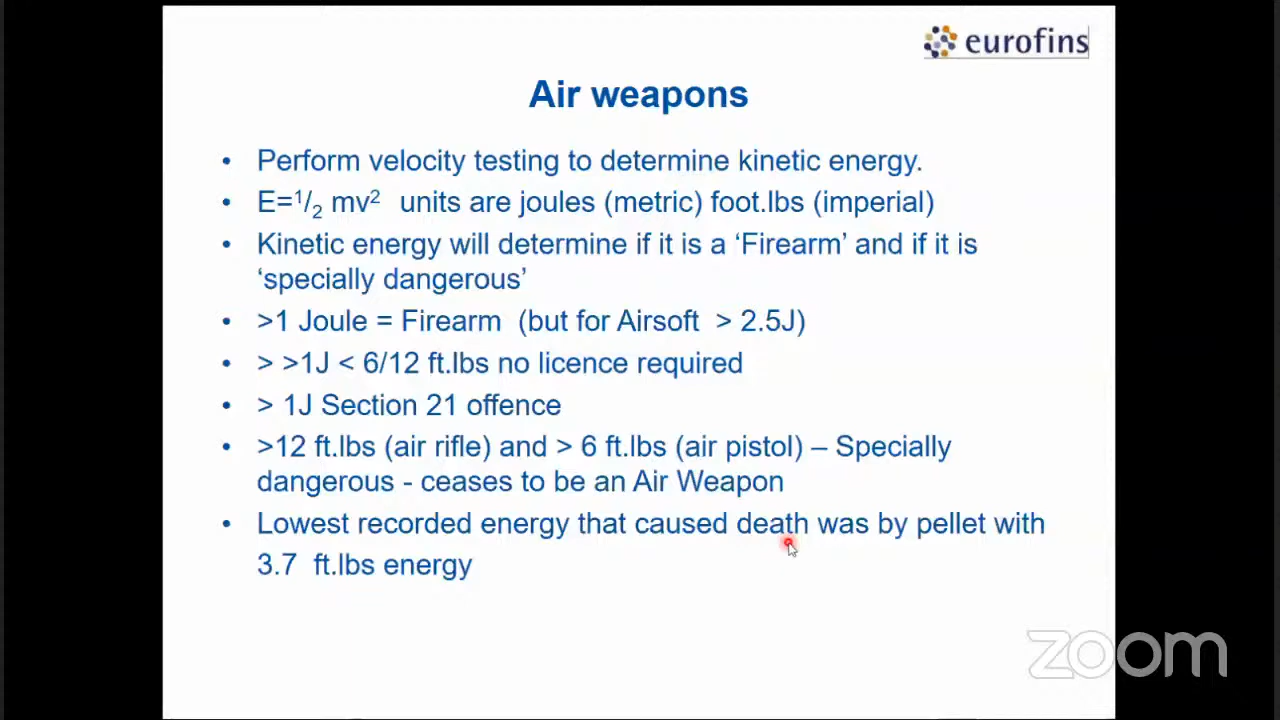 eurofins
Air weapons
• Perform velocity testing to determine kinetic energy.
• E=¹/₂ mv² units are joules (metric) foot.lbs (imperial)
• Kinetic energy will determine if it is a ‘Firearm’ and if it is
‘specially dangerous’
• >1 Joule = Firearm (but for Airsoft > 2.5J)
• > >1J < 6/12 ft.lbs no licence required
• > 1J Section 21 offence
• >12 ft.lbs (air rifle) and > 6 ft.lbs (air pistol) – Specially
dangerous - ceases to be an Air Weapon
• Lowest recorded energy that caused death was by pellet with
3.7 ft.lbs energy
zoom